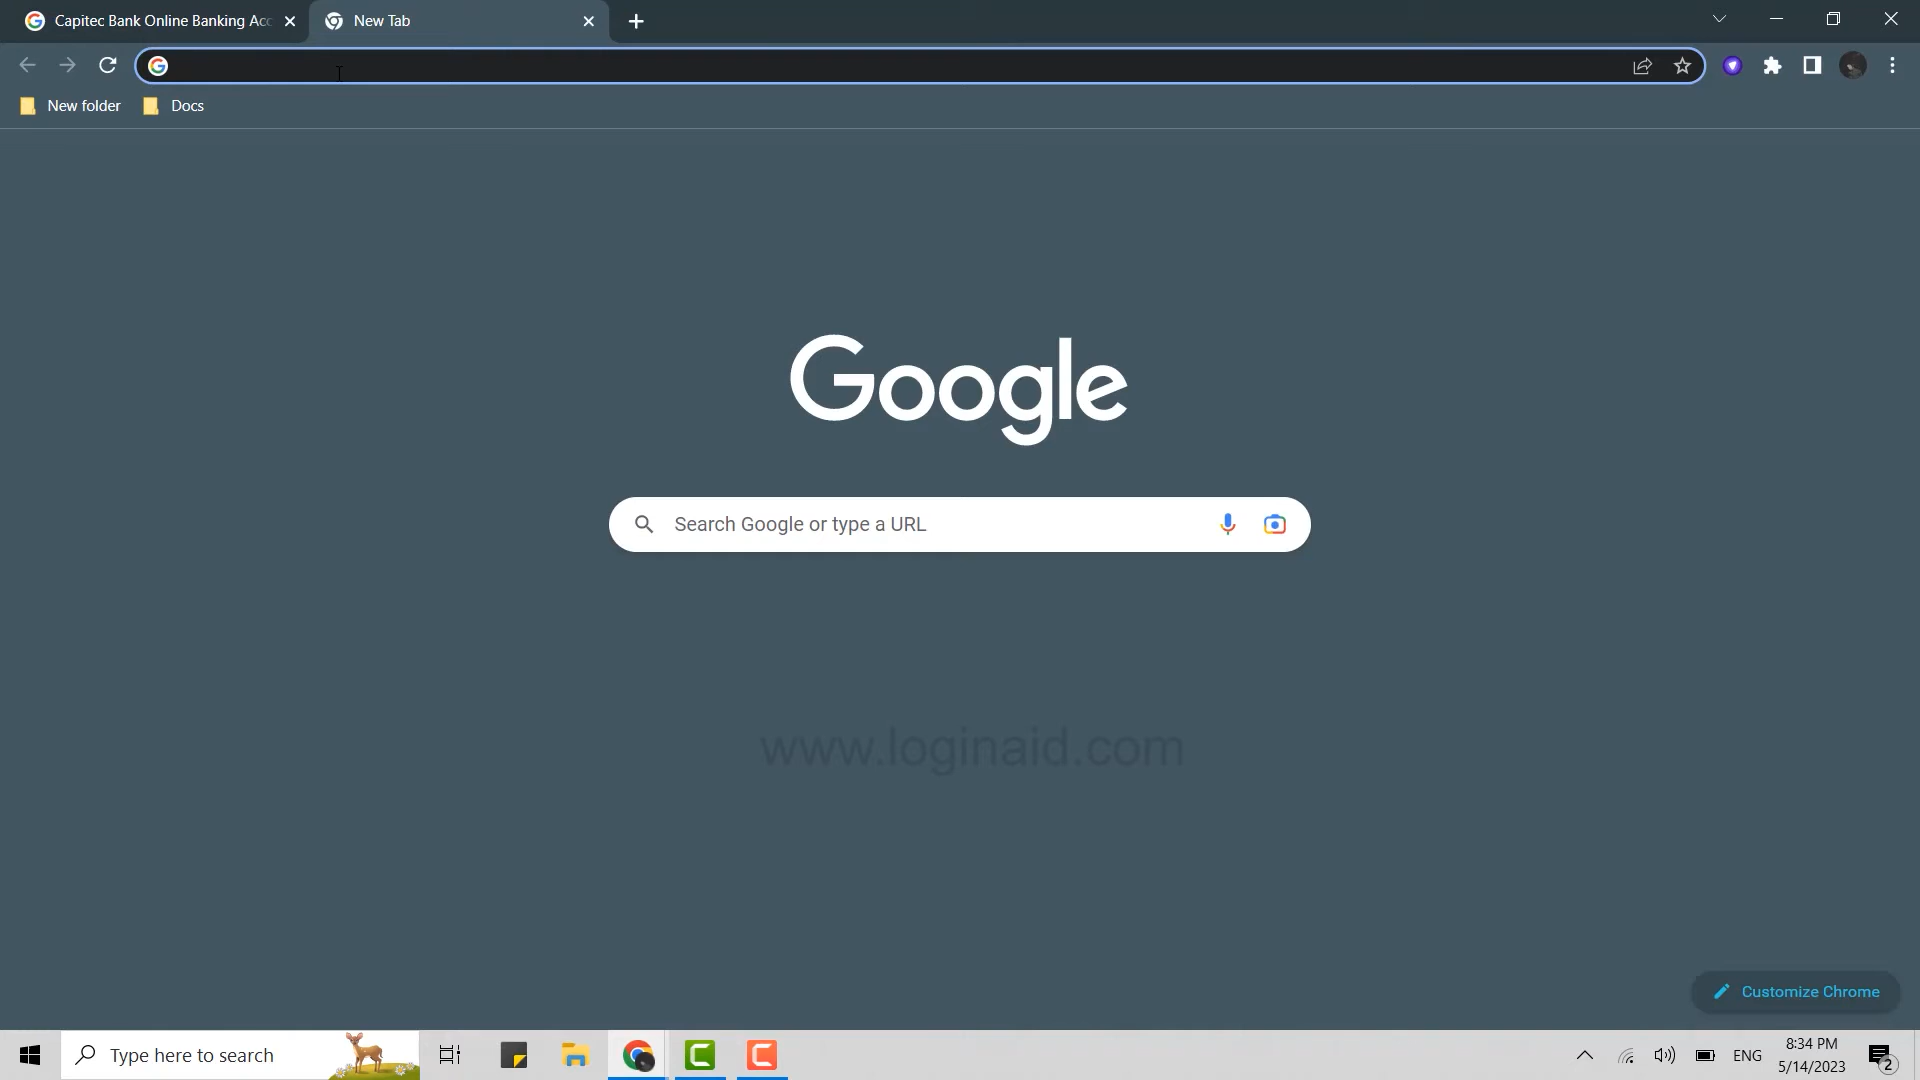 Capitec Bank Online Banking Acc
New Tab
New folder
Docs
Google
Search Google or type a URL
www.loginaid.com
Customize Chrome
Type here to search
ENG
8:34 PM
5/14/2023
2